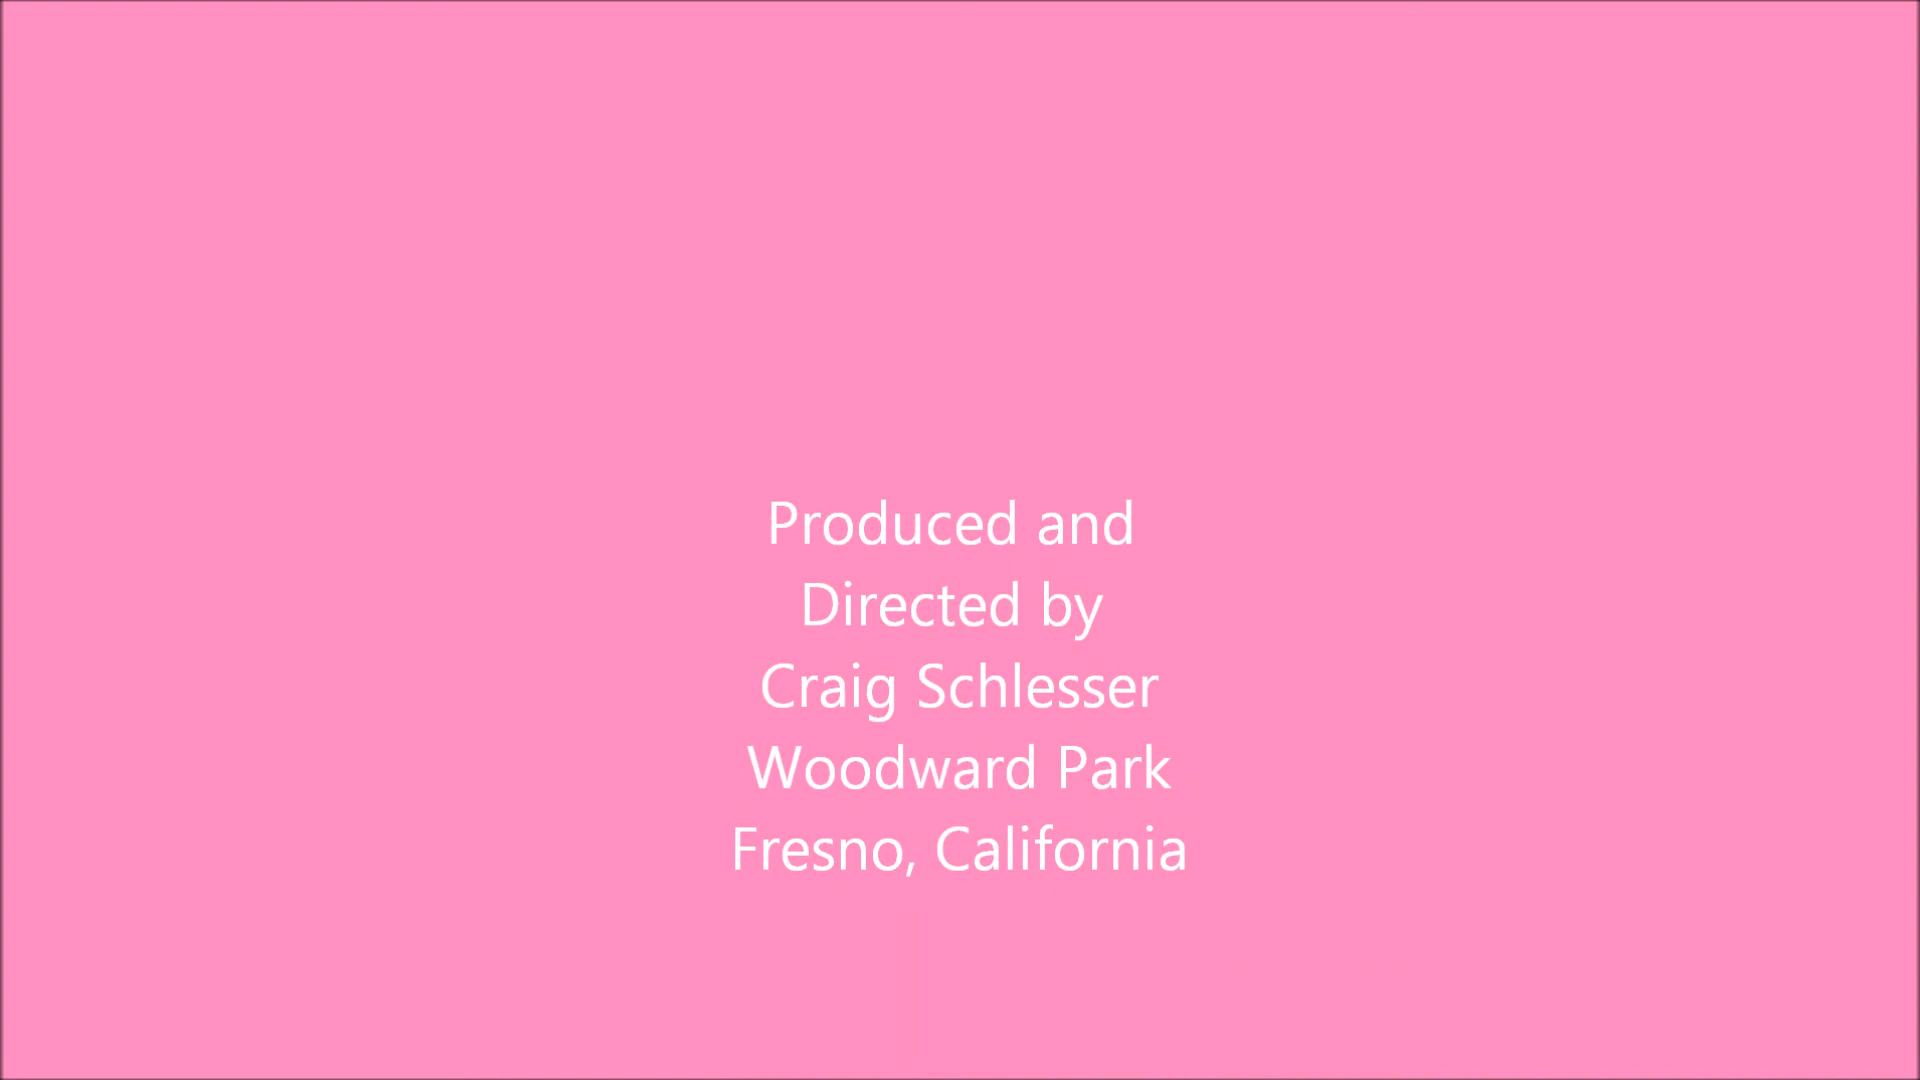 Produced and
Directed by
Craig Schlesser
Woodward Park
Fresno, California